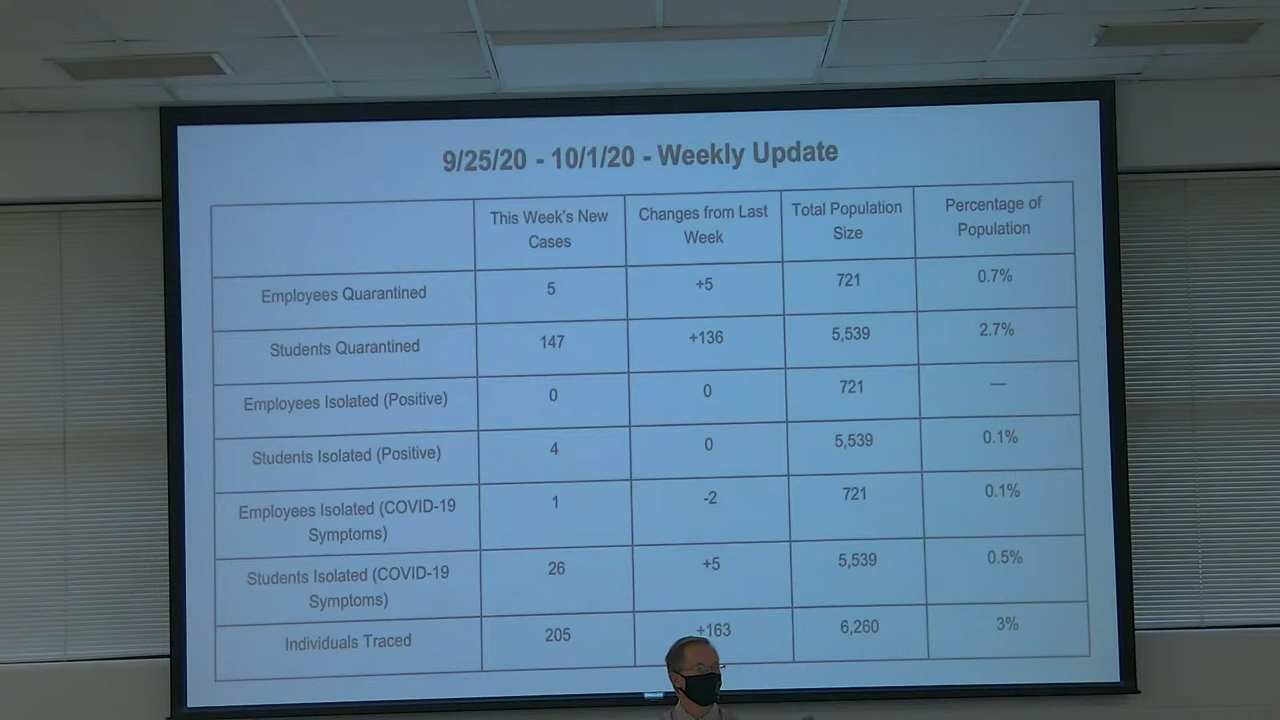 9/25/20 - 10/1/20 - Weekly Update
This Week's New Cases Changes from Last Week Total Population Size Percentage of Population
Employees Quarantined 5 +5 721 0.7%
Students Quarantined 147 +136 5,539 2.7%
Employees Isolated (Positive) 0 0 721 —
Students Isolated (Positive) 4 0 5,539 0.1%
Employees Isolated (COVID-19 Symptoms) 1 -2 721 0.1%
Students Isolated (COVID-19 Symptoms) 26 +5 5,539 0.5%
Individuals Traced 205 +163 6,260 3%